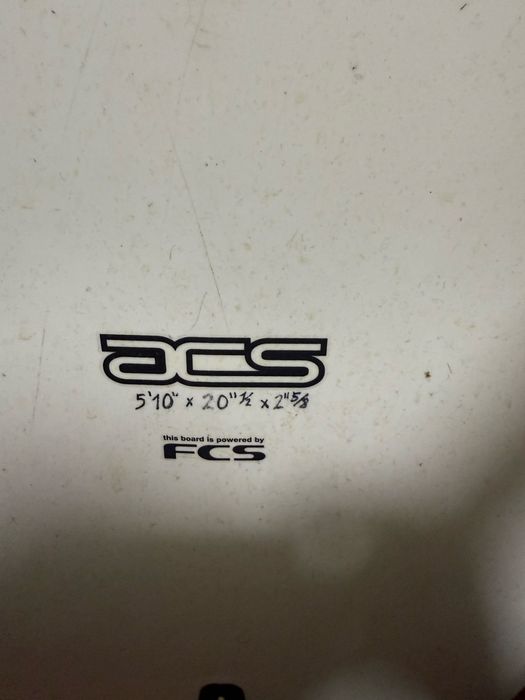 acs
5'10" x 20"½ x 2"5/8
this board is powered by
FCS